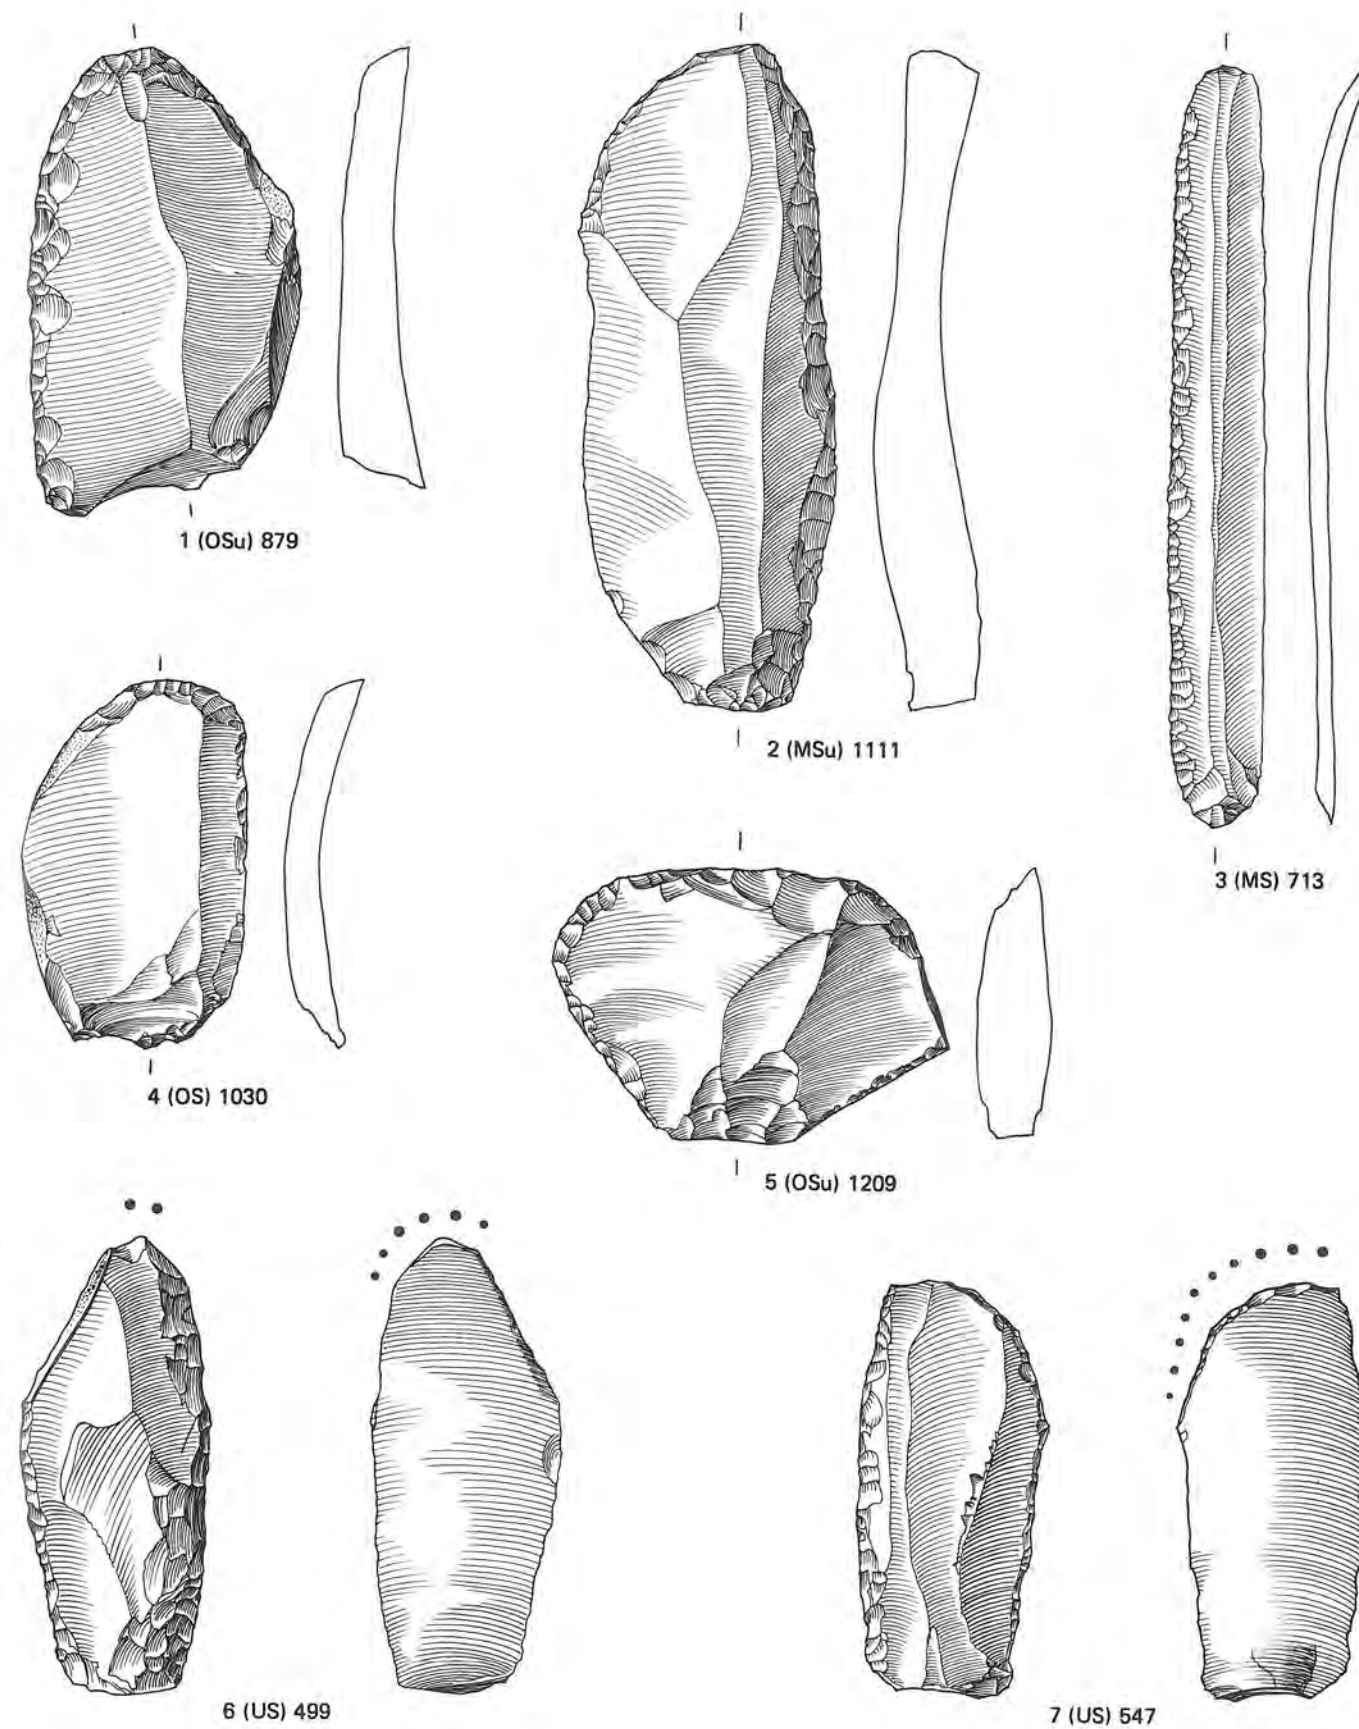 1 (OSu) 879
2 (MSu) 1111
3 (MS) 713
4 (OS) 1030
5 (OSu) 1209
6 (US) 499
7 (US) 547